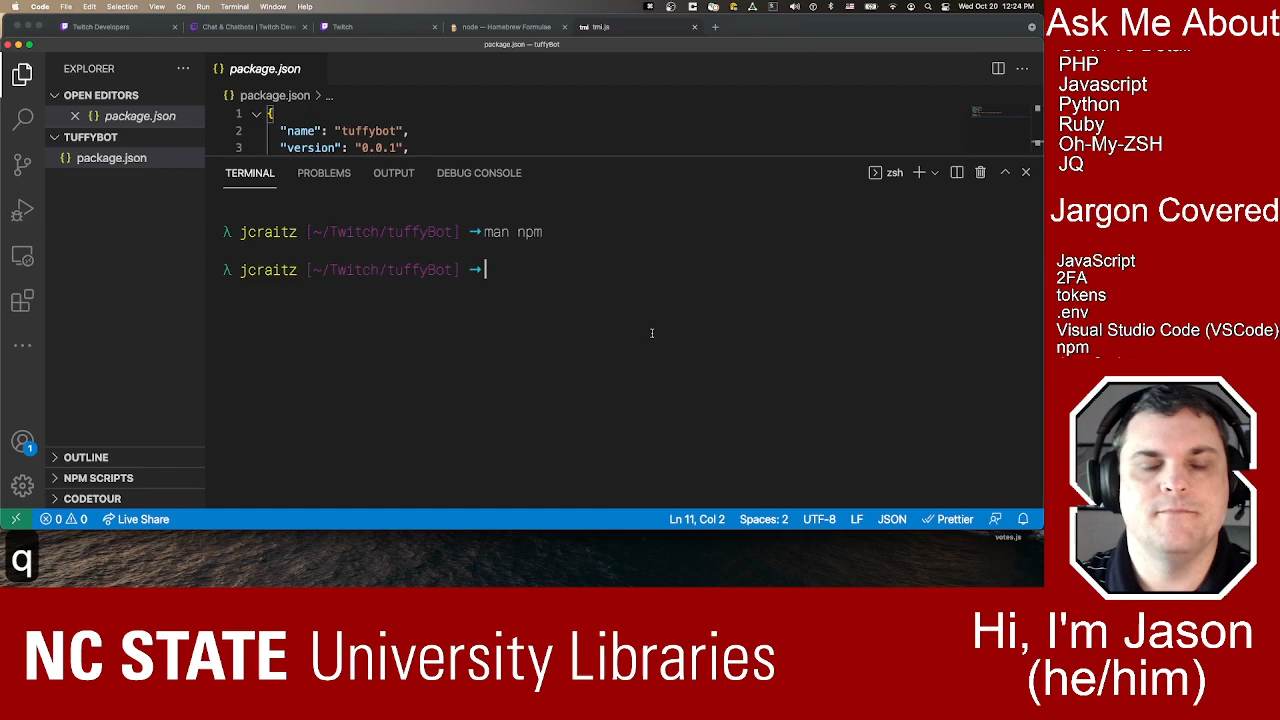 Code File Edit Selection View Go Run Terminal Window Help
Wed Oct 20 12:24 PM
Twitch Developers
Chat & Chatbots | Twitch Dev
Twitch
node — Homebrew Formulae
tmi tmi.js
package.json — tuffyBot
EXPLORER
OPEN EDITORS
{} package.json
TUFFYBOT
{} package.json
OUTLINE
NPM SCRIPTS
CODETOUR
{} package.json
{} package.json > ...
1 {
2 "name": "tuffybot",
3 "version": "0.0.1",
TERMINAL PROBLEMS OUTPUT DEBUG CONSOLE
zsh
λ jcraitz [~/Twitch/tuffyBot] →man npm
λ jcraitz [~/Twitch/tuffyBot] →
1
0 0 Live Share
Ln 11, Col 2 Spaces: 2 UTF-8 LF JSON Prettier
votes.js
q
Ask Me About
PHP
Javascript
Python
Ruby
Oh-My-ZSH
JQ
Jargon Covered
JavaScript
2FA
tokens
.env
Visual Studio Code (VSCode)
npm
NC STATE University Libraries
Hi, I'm Jason
(he/him)